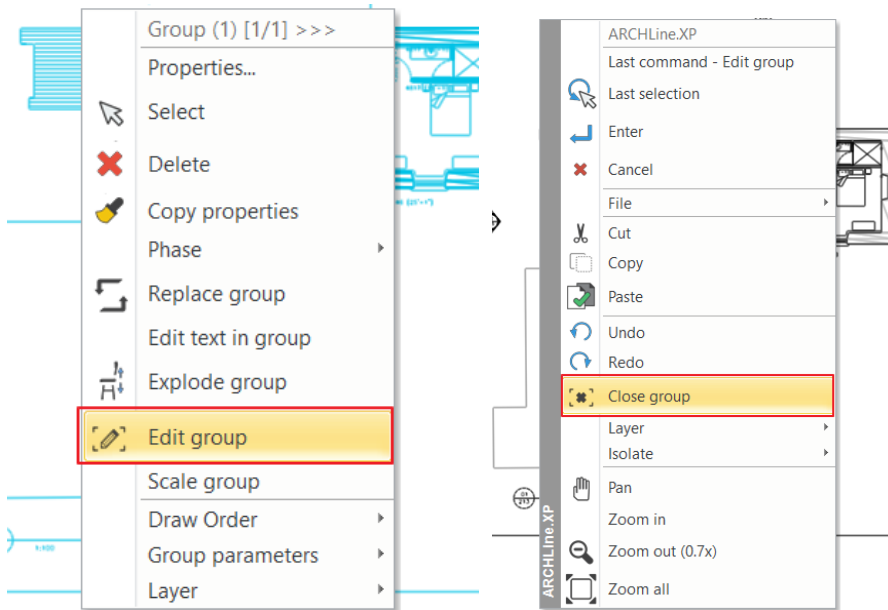 Group (1) [1/1] >>>
Properties...
Select
Delete
Copy properties
Phase
Replace group
Edit text in group
Explode group
Edit group
Scale group
Draw Order
Group parameters
Layer
ARCHLine.XP
Last command - Edit group
Last selection
Enter
Cancel
File
Cut
Copy
Paste
Undo
Redo
Close group
Layer
Isolate
Pan
Zoom in
Zoom out (0.7x)
Zoom all
ARCHLine.XP